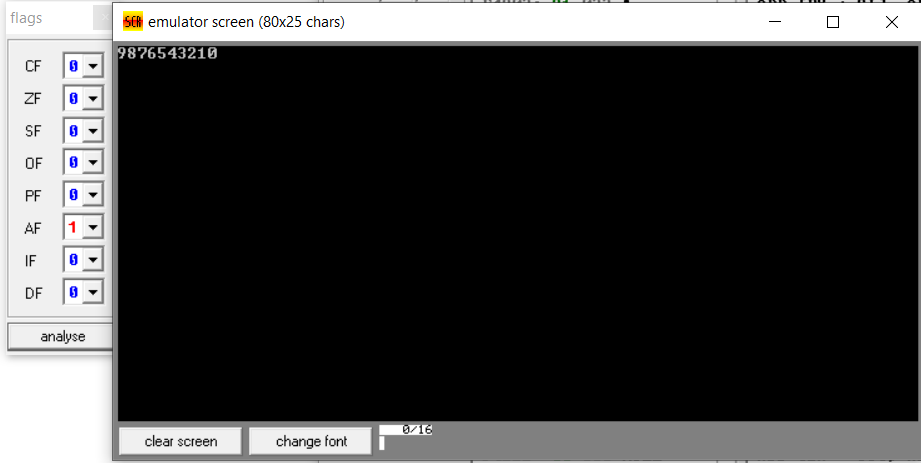 flags
SCR emulator screen (80x25 chars)
9876543210
CF 0
ZF 0
SF 0
OF 0
PF 0
AF 1
IF 0
DF 0
analyse
clear screen change font 0/16